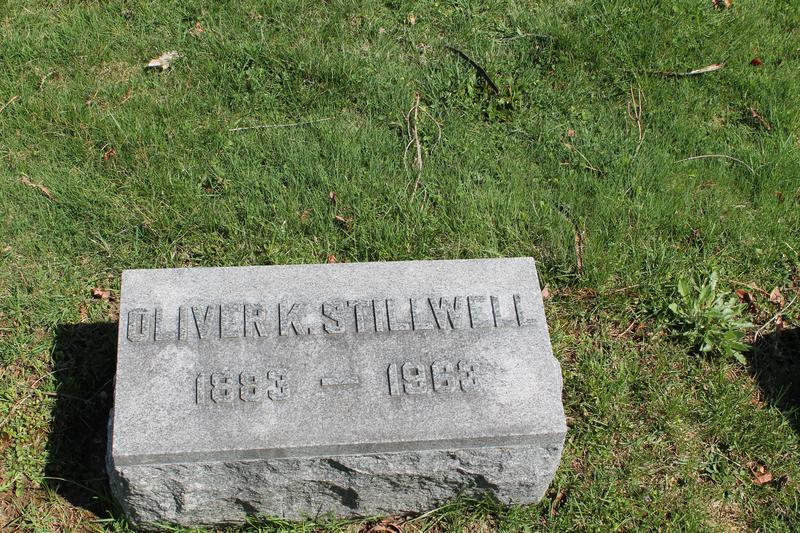 OLIVER K. STILLWELL
1883 — 1963